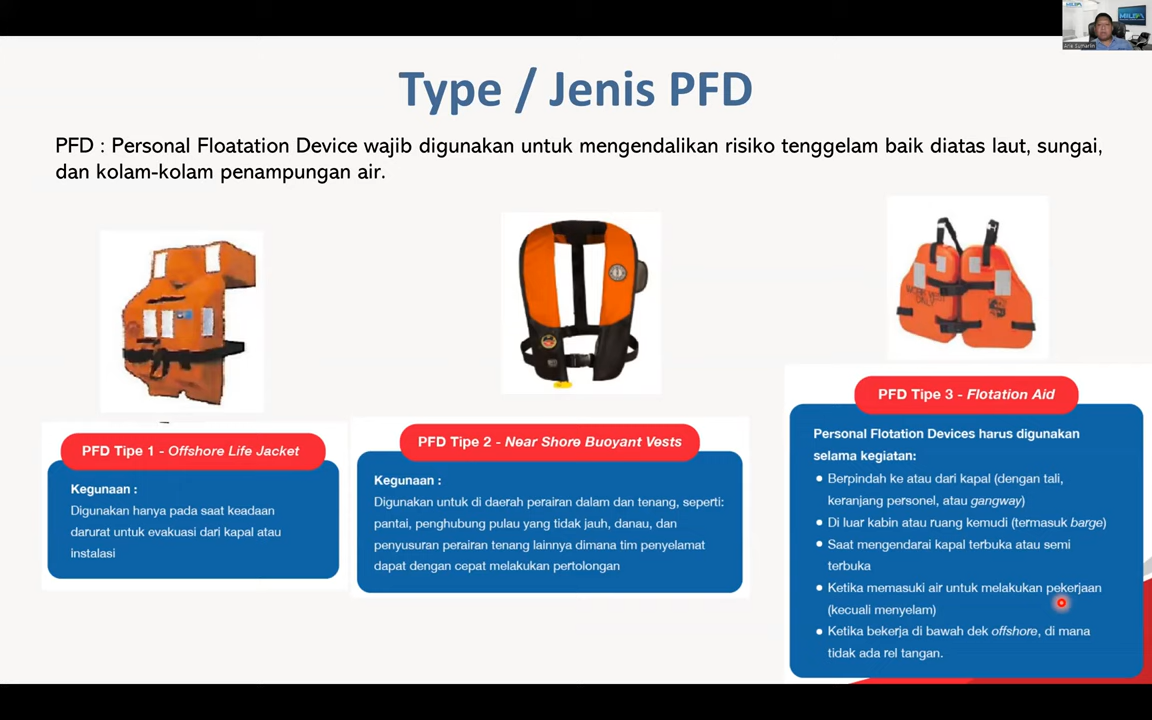 Type / Jenis PFD
PFD : Personal Floatation Device wajib digunakan untuk mengendalikan risiko tenggelam baik diatas laut, sungai,
dan kolam-kolam penampungan air.
PFD Tipe 1 - Offshore Life Jacket
Kegunaan :
Digunakan hanya pada saat keadaan
darurat untuk evakuasi dari kapal atau
instalasi
PFD Tipe 2 - Near Shore Buoyant Vests
Kegunaan :
Digunakan untuk di daerah perairan dalam dan tenang, seperti:
pantai, penghubung pulau yang tidak jauh, danau, dan
penyusuran perairan tenang lainnya dimana tim penyelamat
dapat dengan cepat melakukan pertolongan
PFD Tipe 3 - Flotation Aid
Personal Flotation Devices harus digunakan
selama kegiatan:
Berpindah ke atau dari kapal (dengan tali,
keranjang personel, atau gangway)
Di luar kabin atau ruang kemudi (termasuk barge)
Saat mengendarai kapal terbuka atau semi
terbuka
Ketika memasuki air untuk melakukan pekerjaan
(kecuali menyelam)
Ketika bekerja di bawah dek offshore, di mana
tidak ada rel tangan.